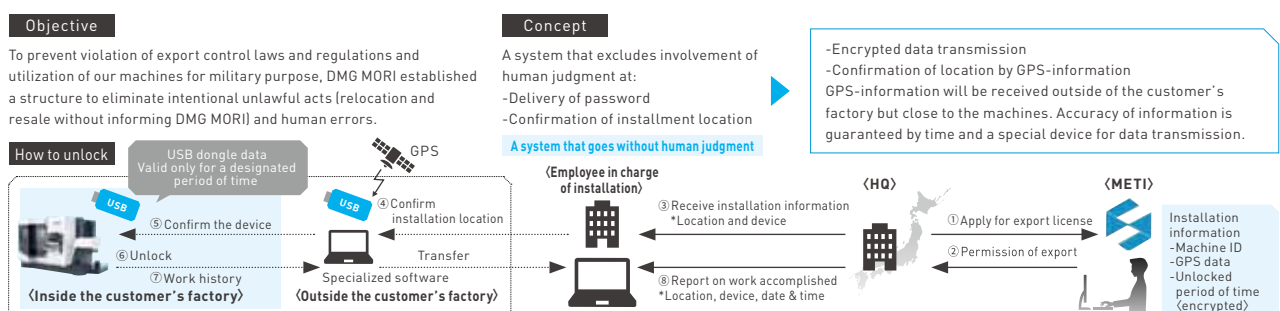 Objective
To prevent violation of export control laws and regulations and
utilization of our machines for military purpose, DMG MORI established
a structure to eliminate intentional unlawful acts (relocation and
resale without informing DMG MORI) and human errors.
Concept
A system that excludes involvement of
human judgment at:
-Delivery of password
-Confirmation of installment location
A system that goes without human judgment
-Encrypted data transmission
-Confirmation of location by GPS-information
GPS-information will be received outside of the customer's
factory but close to the machines. Accuracy of information is
guaranteed by time and a special device for data transmission.
How to unlock
USB dongle data
Valid only for a designated
period of time
GPS
USB
USB
④Confirm
installation location
⑤Confirm the device
⑥Unlock
⑦Work history
Specialized software
Transfer
〈Inside the customer's factory〉
〈Outside the customer's factory〉
〈Employee in charge
of installation〉
③Receive installation information
*Location and device
⑧Report on work accomplished
*Location, device, date & time
〈HQ〉
①Apply for export license
②Permission of export
〈METI〉
Installation
information
-Machine ID
-GPS data
-Unlocked
period of time
〈encrypted〉